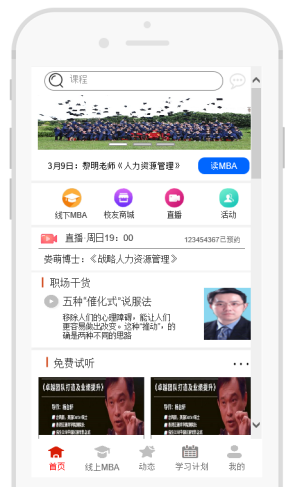 课程
3月9日：黎明老师《人力资源管理》
读MBA
线下MBA 校友商城 直播 活动
直播·周日19：00 123454367已预约
娄萌博士：《战略人力资源管理》
职场干货
五种“催化式”说服法
移除人们的心理障碍，能让人们
更容易做出改变。这种“推动”，的
确是两种不同的思路
免费试听
《卓越团队打造及业绩提升》 《卓越团队打造及业绩提升》
首页 线上MBA 动态 学习计划 我的